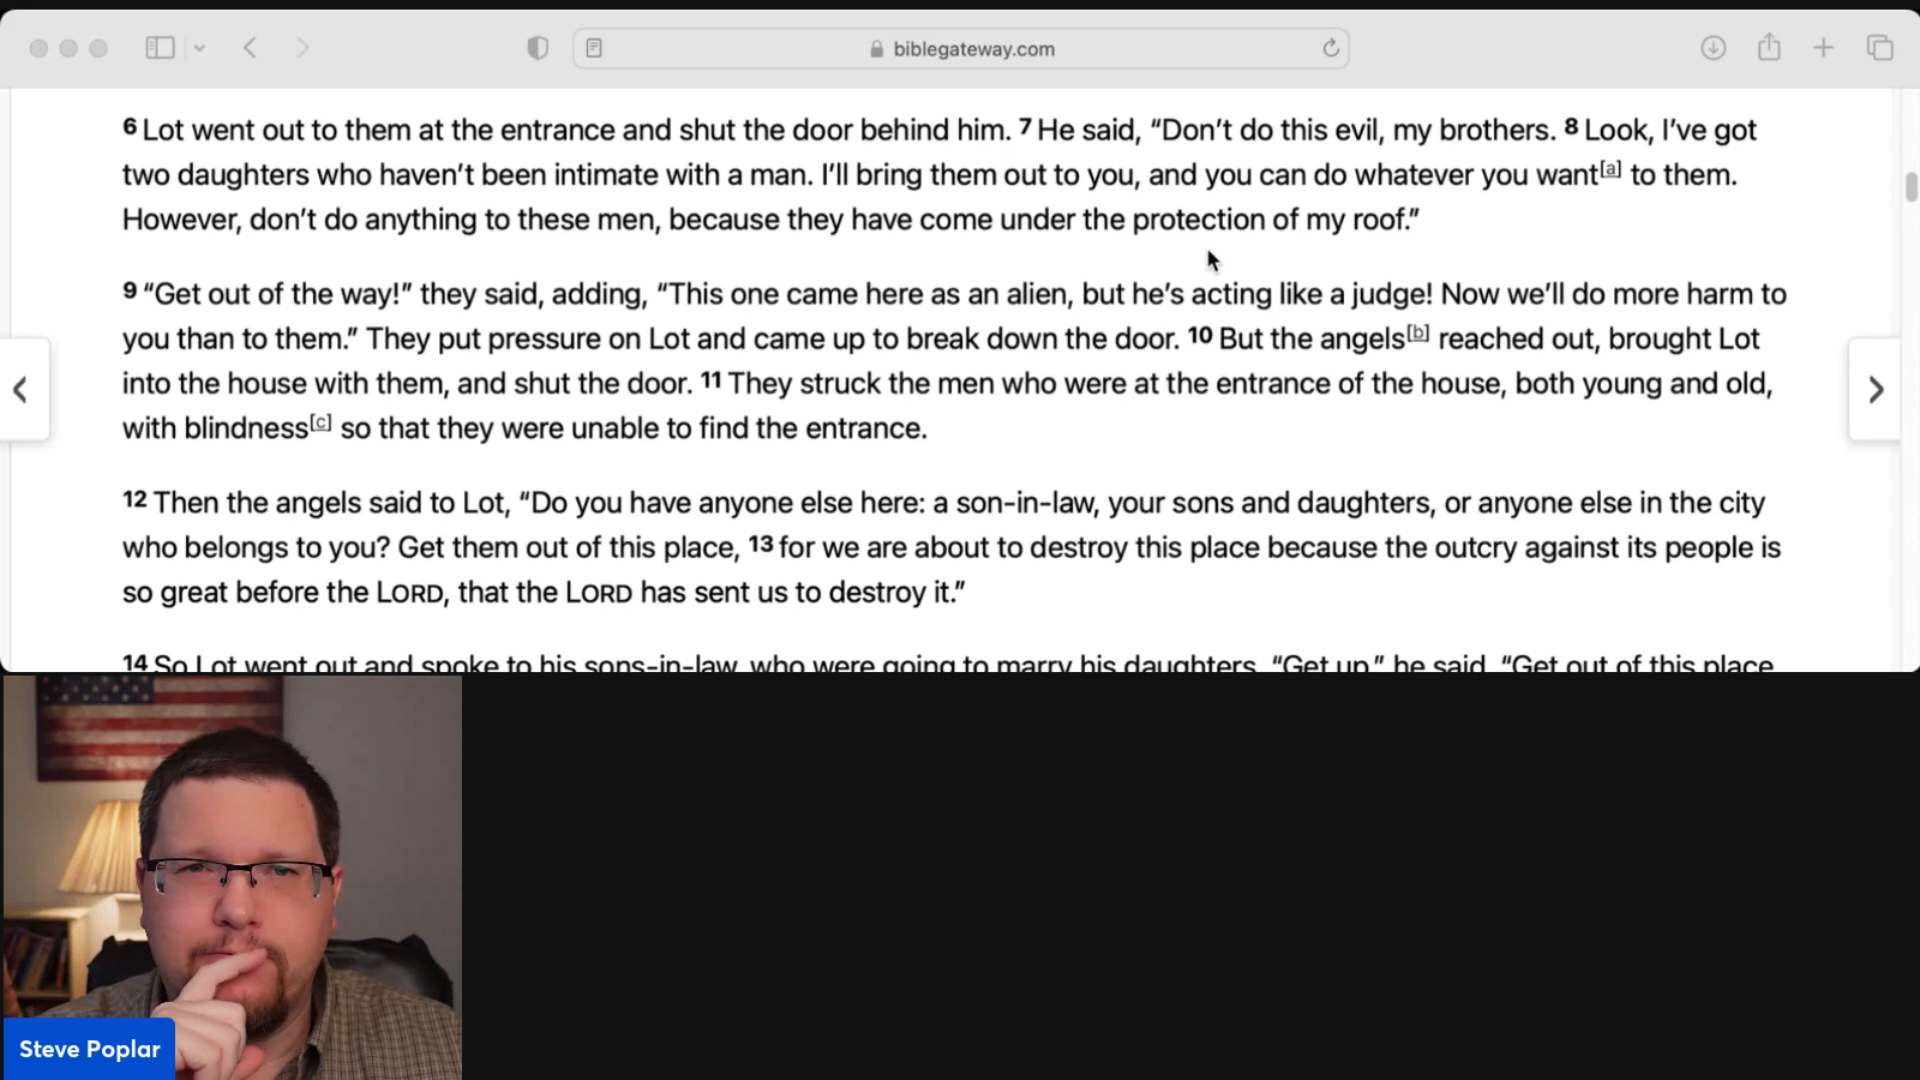 biblegateway.com
6 Lot went out to them at the entrance and shut the door behind him. 7 He said, “Don’t do this evil, my brothers. 8 Look, I’ve got
two daughters who haven’t been intimate with a man. I’ll bring them out to you, and you can do whatever you want[a] to them.
However, don’t do anything to these men, because they have come under the protection of my roof.”
9 “Get out of the way!” they said, adding, “This one came here as an alien, but he’s acting like a judge! Now we’ll do more harm to
you than to them.” They put pressure on Lot and came up to break down the door. 10 But the angels[b] reached out, brought Lot
into the house with them, and shut the door. 11 They struck the men who were at the entrance of the house, both young and old,
with blindness[c] so that they were unable to find the entrance.
12 Then the angels said to Lot, “Do you have anyone else here: a son-in-law, your sons and daughters, or anyone else in the city
who belongs to you? Get them out of this place, 13 for we are about to destroy this place because the outcry against its people is
so great before the LORD, that the LORD has sent us to destroy it.”
14 So Lot went out and spoke to his sons-in-law, who were going to marry his daughters. “Get up,” he said. “Get out of this place
Steve Poplar